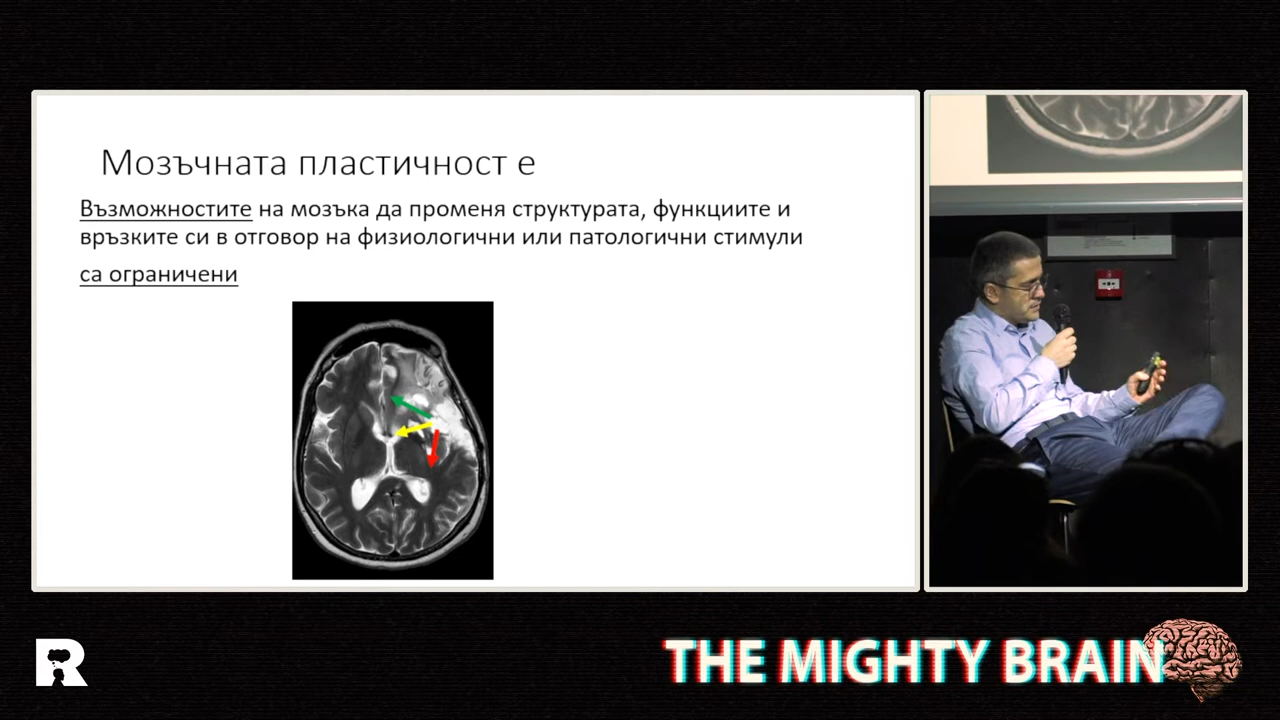 Мозъчната пластичност е
Възможностите на мозъка да променя структурата, функциите и
връзките си в отговор на физиологични или патологични стимули
са ограничени
R
THE MIGHTY BRAIN